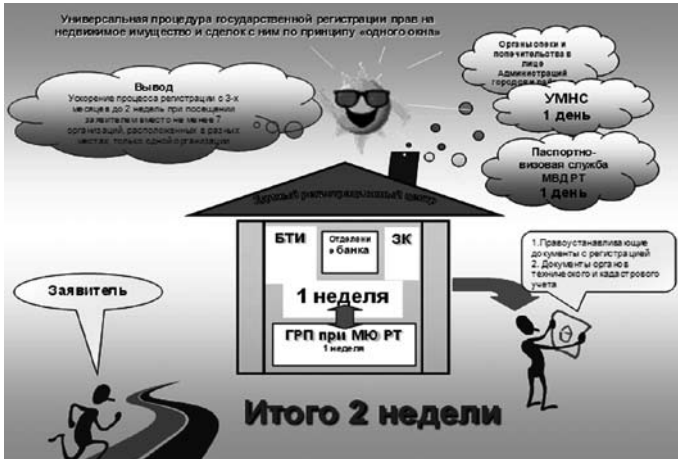 Универсальная процедура государственной регистрации прав на
недвижимое имущество и сделок с ним по принципу «одного окна»
Вывод
Ускорение процесса регистрации с 3-х
месяцев до 2 недель при посещении
заявителем вместо не менее 7
организаций, расположенных в разных
местах, только одной организации
Органы опеки и
попечительства в
лице
Администраций
УМНС
1 день
Паспортно-
визовая служба
МВД РТ
1 день
Единый регистрационный центр
БТИ
Отделени
е банка
ЗК
1 неделя
ГРП при МЮ РТ
1 неделя
Заявитель
1.Правоустанавливающие
документы с регистрацией
2. Документы органов
технического и кадастрового
учета
Итого 2 недели